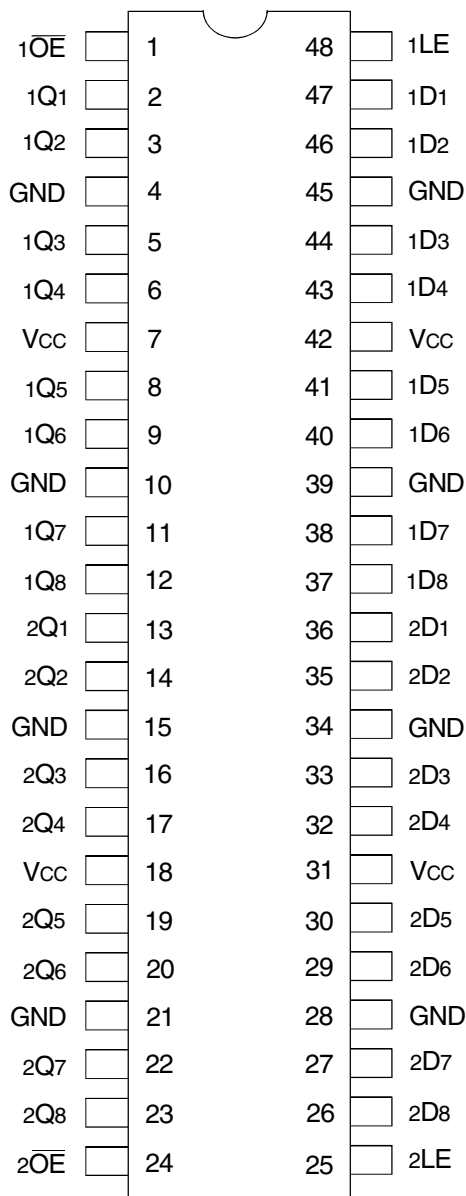 1O̅E̅ 1 48 1LE
1Q1 2 47 1D1
1Q2 3 46 1D2
GND 4 45 GND
1Q3 5 44 1D3
1Q4 6 43 1D4
VCC 7 42 VCC
1Q5 8 41 1D5
1Q6 9 40 1D6
GND 10 39 GND
1Q7 11 38 1D7
1Q8 12 37 1D8
2Q1 13 36 2D1
2Q2 14 35 2D2
GND 15 34 GND
2Q3 16 33 2D3
2Q4 17 32 2D4
VCC 18 31 VCC
2Q5 19 30 2D5
2Q6 20 29 2D6
GND 21 28 GND
2Q7 22 27 2D7
2Q8 23 26 2D8
2O̅E̅ 24 25 2LE